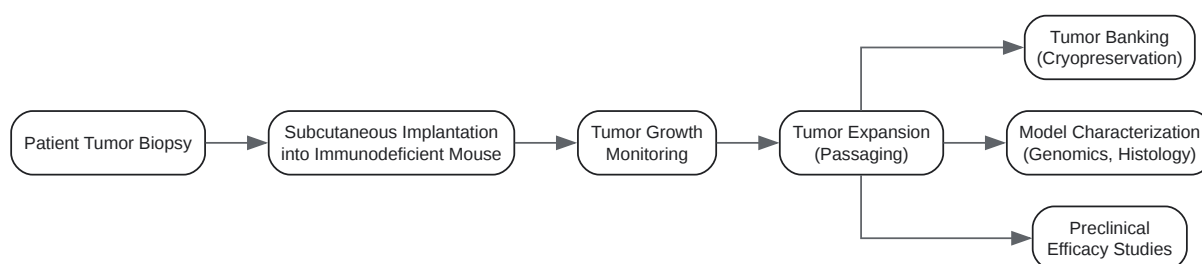 Patient Tumor Biopsy
Subcutaneous Implantation
into Immunodeficient Mouse
Tumor Growth
Monitoring
Tumor Expansion
(Passaging)
Tumor Banking
(Cryopreservation)
Model Characterization
(Genomics, Histology)
Preclinical
Efficacy Studies